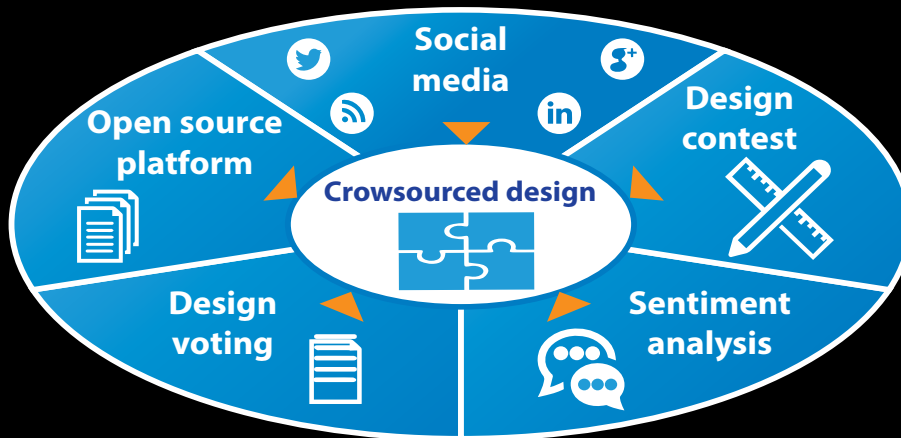 Social
media
Design
contest
Open source
platform
Crowsourced design
Design
voting
Sentiment
analysis